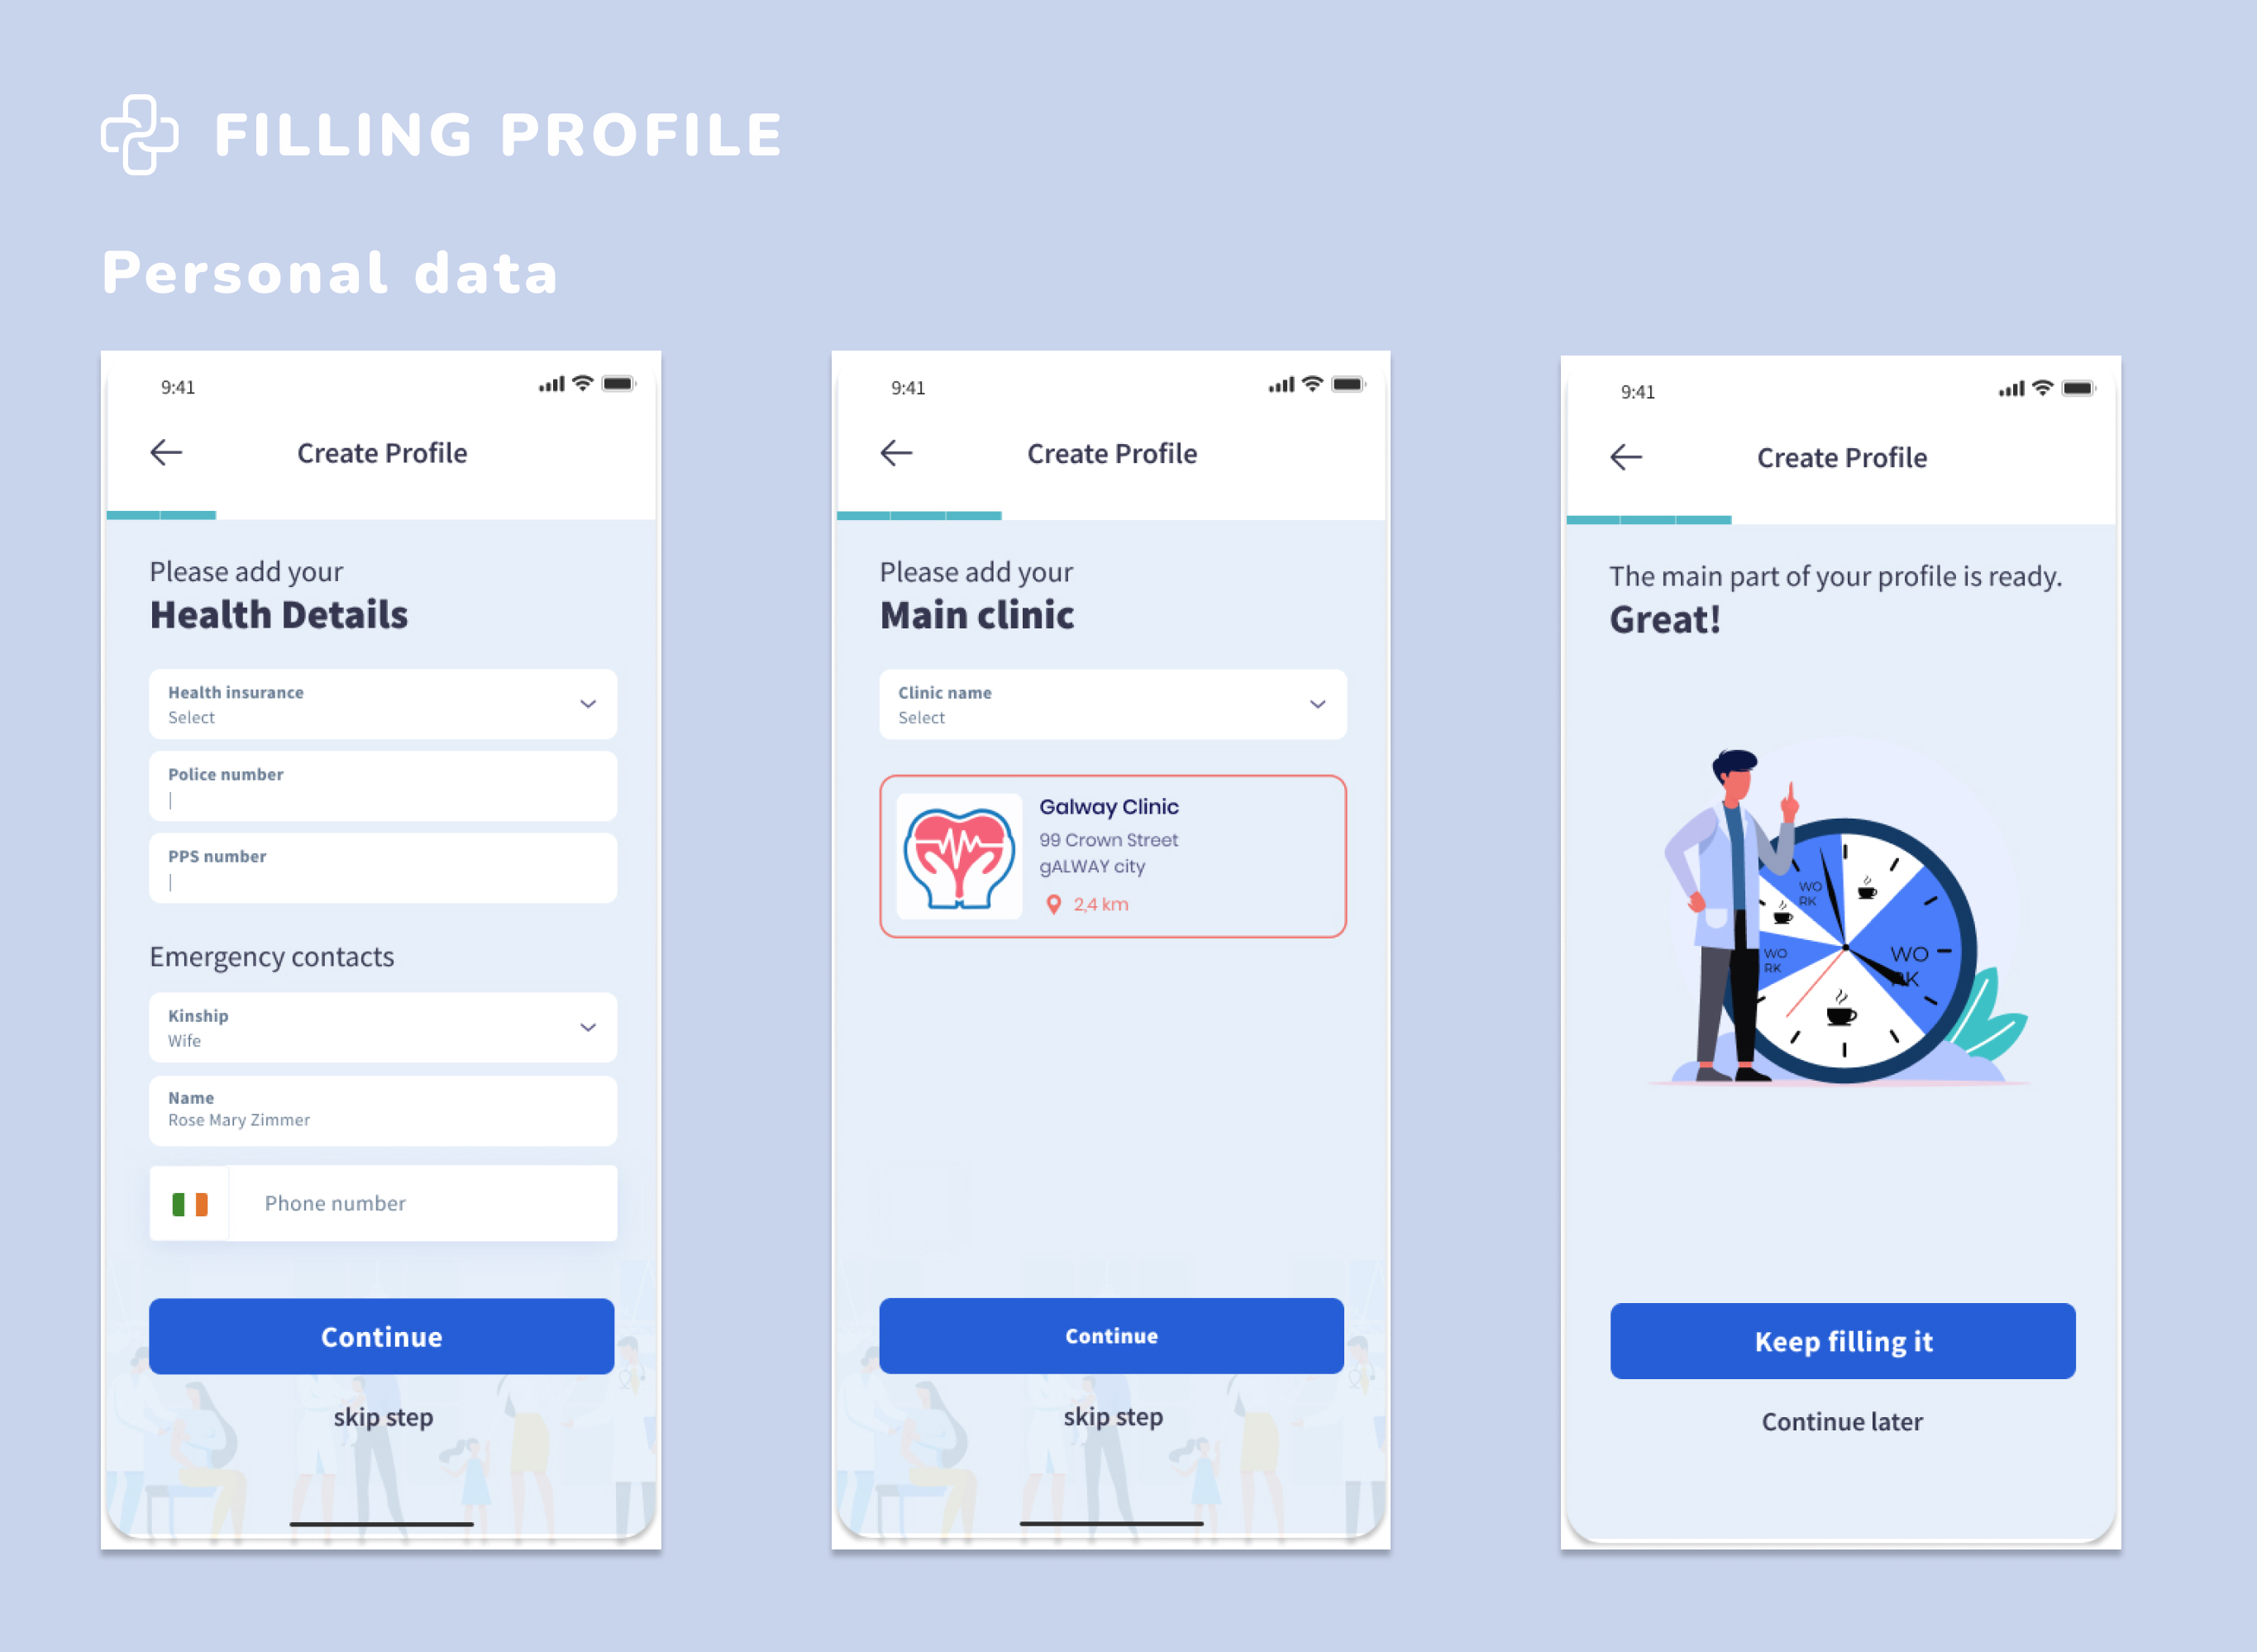 FILLING PROFILE
Personal data
9:41
Create Profile
Please add your
Health Details
Health insurance
Select
Police number
PPS number
Emergency contacts
Kinship
Wife
Name
Rose Mary Zimmer
Phone number
Continue
skip step
9:41
Create Profile
Please add your
Main clinic
Clinic name
Select
Galway Clinic
99 Crown Street
gALWAY city
2,4 km
Continue
skip step
9:41
Create Profile
The main part of your profile is ready.
Great!
WO
RK
WO
RK
WO
RK
Keep filling it
Continue later